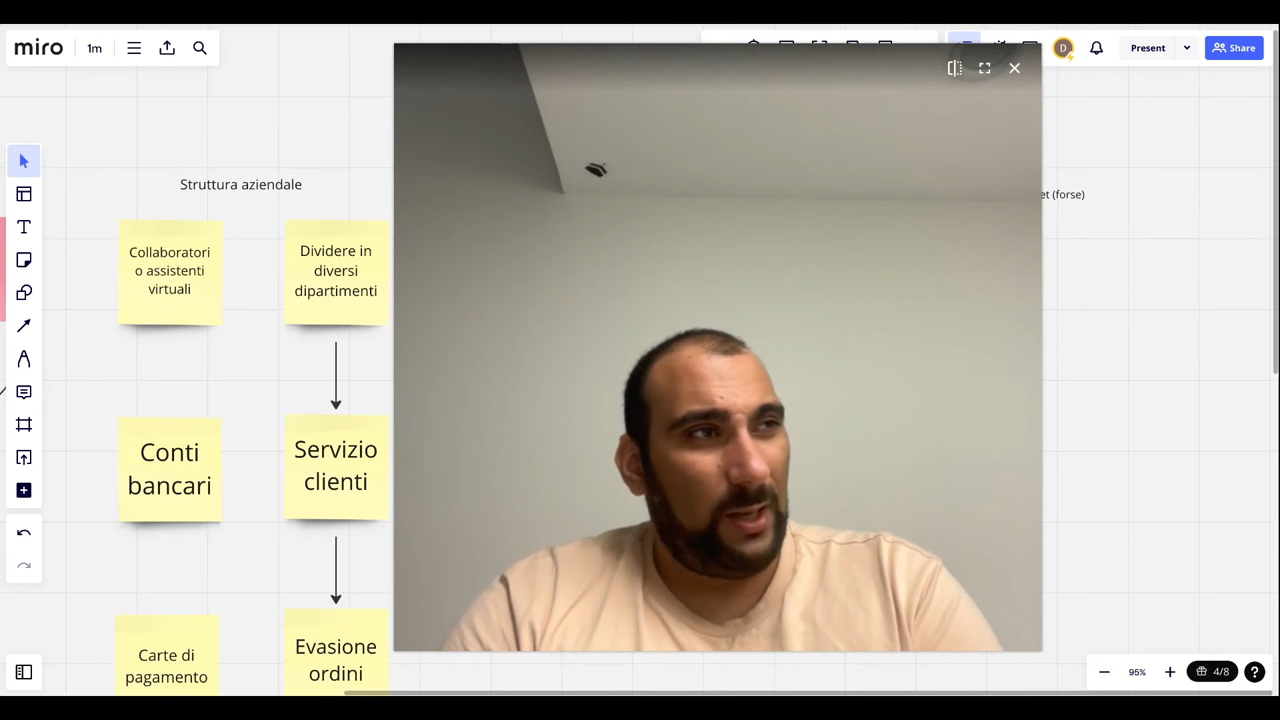 miro
1m
D
Present
Share
Struttura aziendale
et (forse)
Collaboratori
o assistenti
virtuali
Dividere in
diversi
dipartimenti
Conti
bancari
Servizio
clienti
Carte di
pagamento
Evasione
ordini
95%
4/8